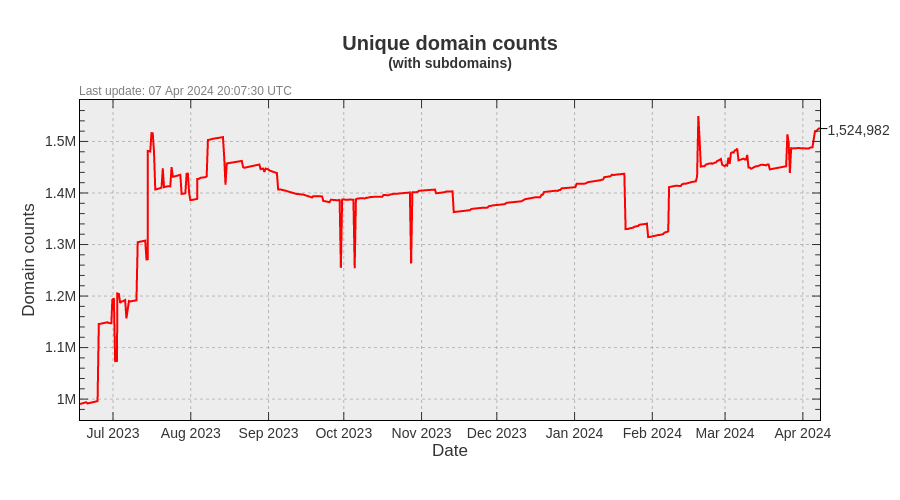 Unique domain counts
(with subdomains)
Last update: 07 Apr 2024 20:07:30 UTC
1.5M
1.4M
1.3M
1.2M
1.1M
1M
Domain counts
1,524,982
Jul 2023 Aug 2023 Sep 2023 Oct 2023 Nov 2023 Dec 2023 Jan 2024 Feb 2024 Mar 2024 Apr 2024
Date